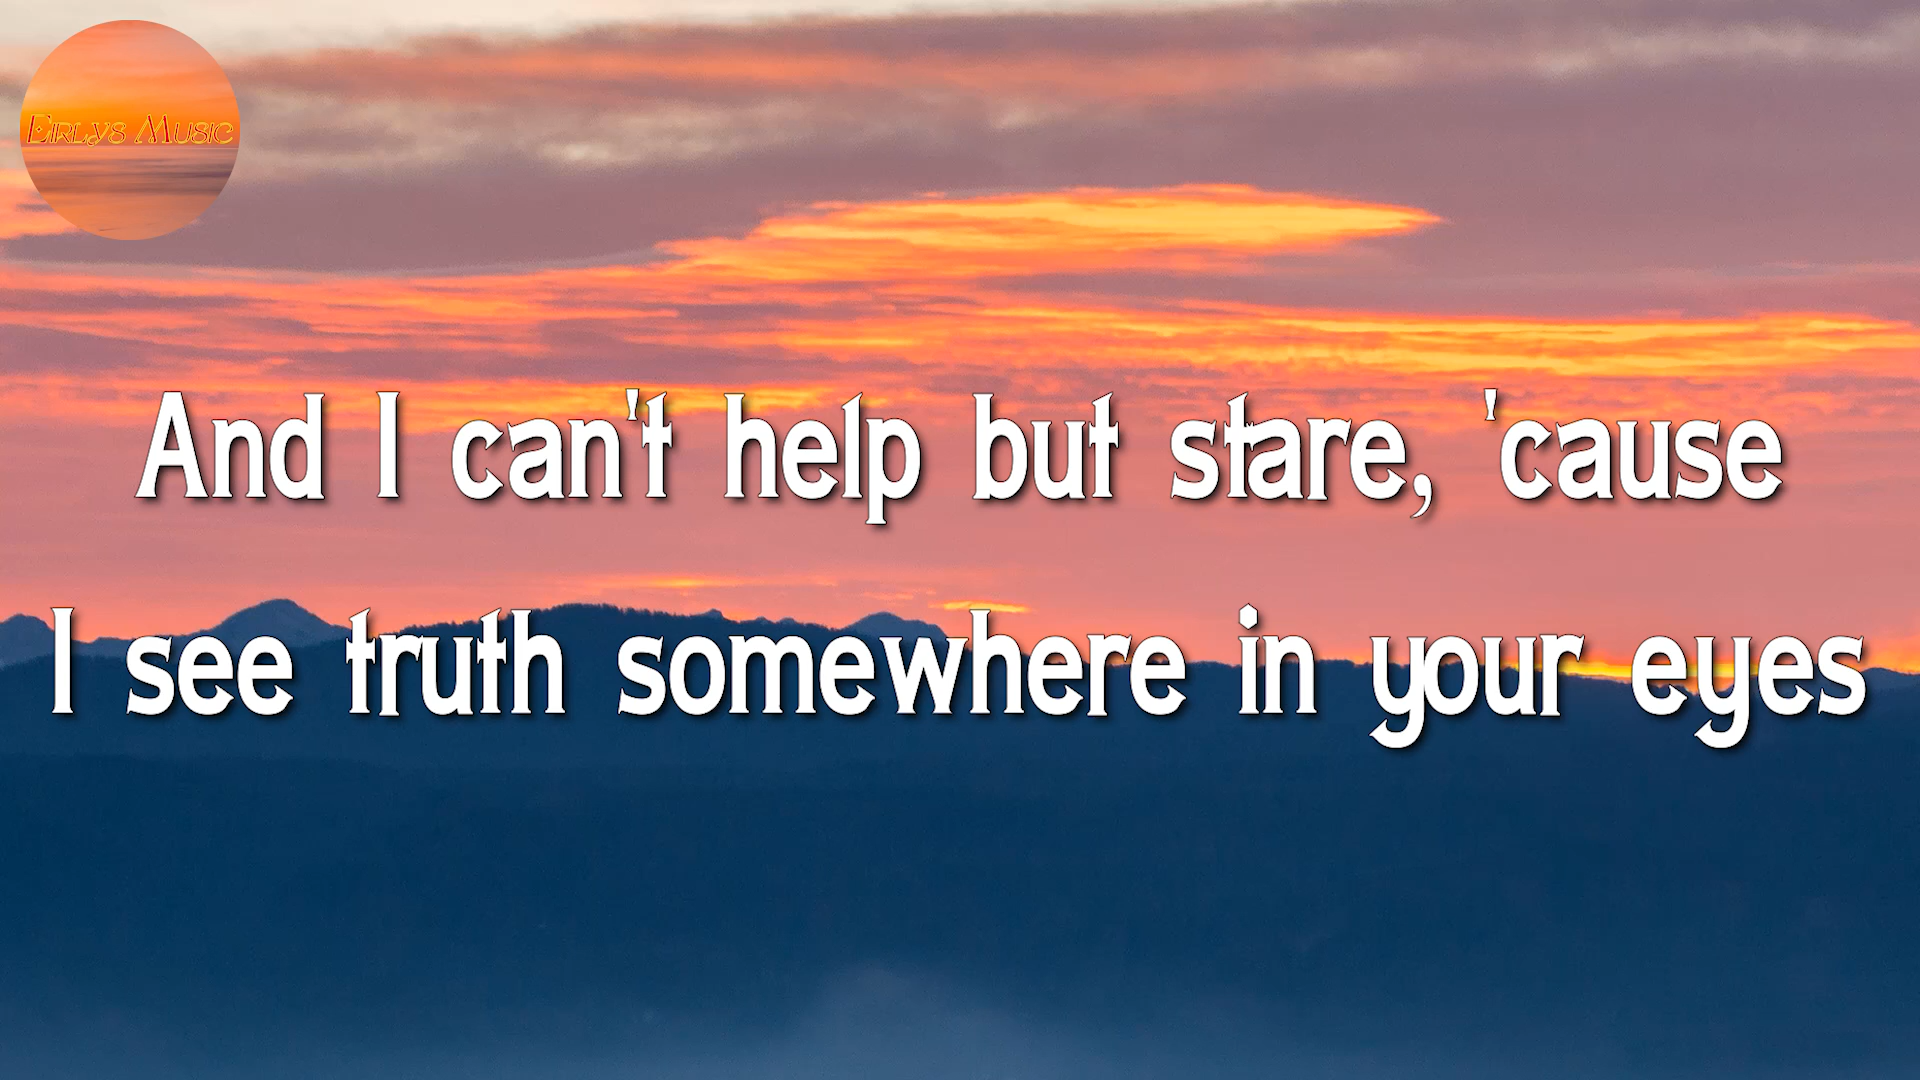 Eirlys Music
And I can't help but stare, 'cause
I see truth somewhere in your eyes